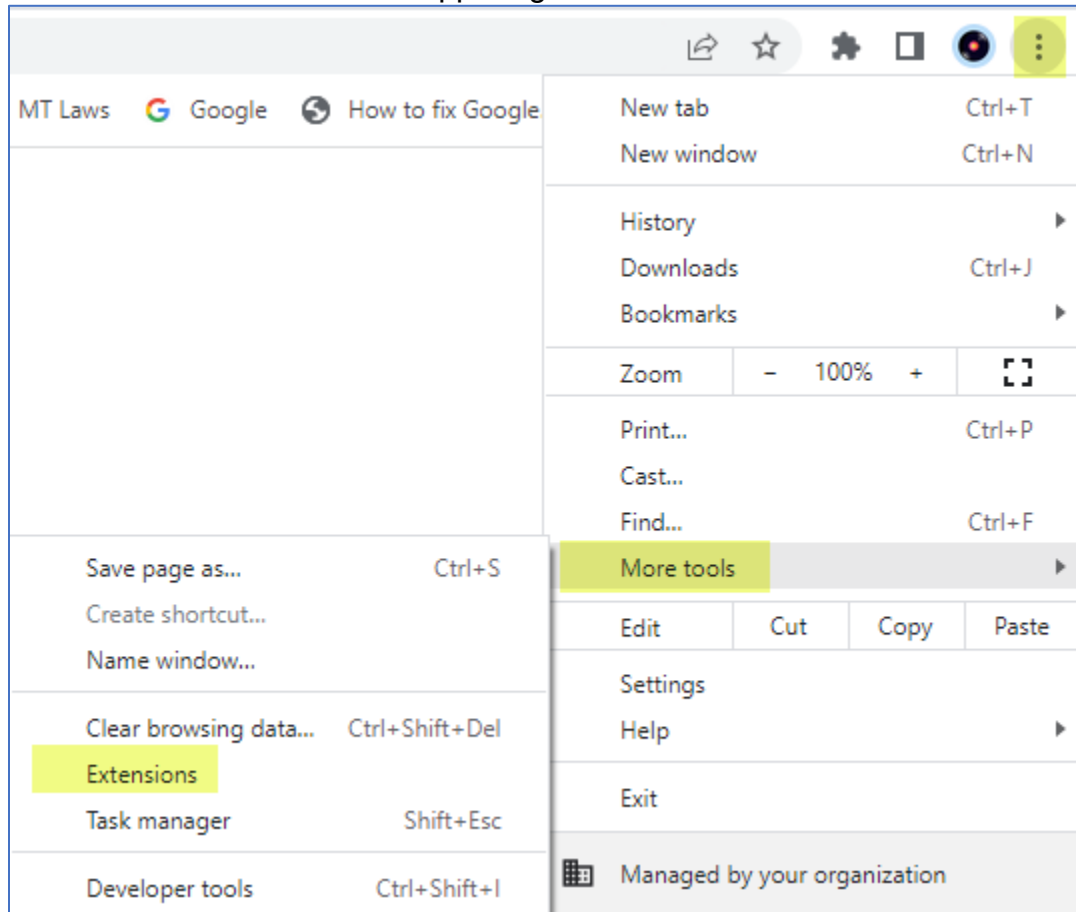 MT Laws Google How to fix Google
New tab Ctrl+T
New window Ctrl+N
History
Downloads Ctrl+J
Bookmarks
Zoom - 100% +
Print... Ctrl+P
Cast...
Find... Ctrl+F
More tools
Edit Cut Copy Paste
Settings
Help
Exit
Managed by your organization
Save page as... Ctrl+S
Create shortcut...
Name window...
Clear browsing data... Ctrl+Shift+Del
Extensions
Task manager Shift+Esc
Developer tools Ctrl+Shift+I